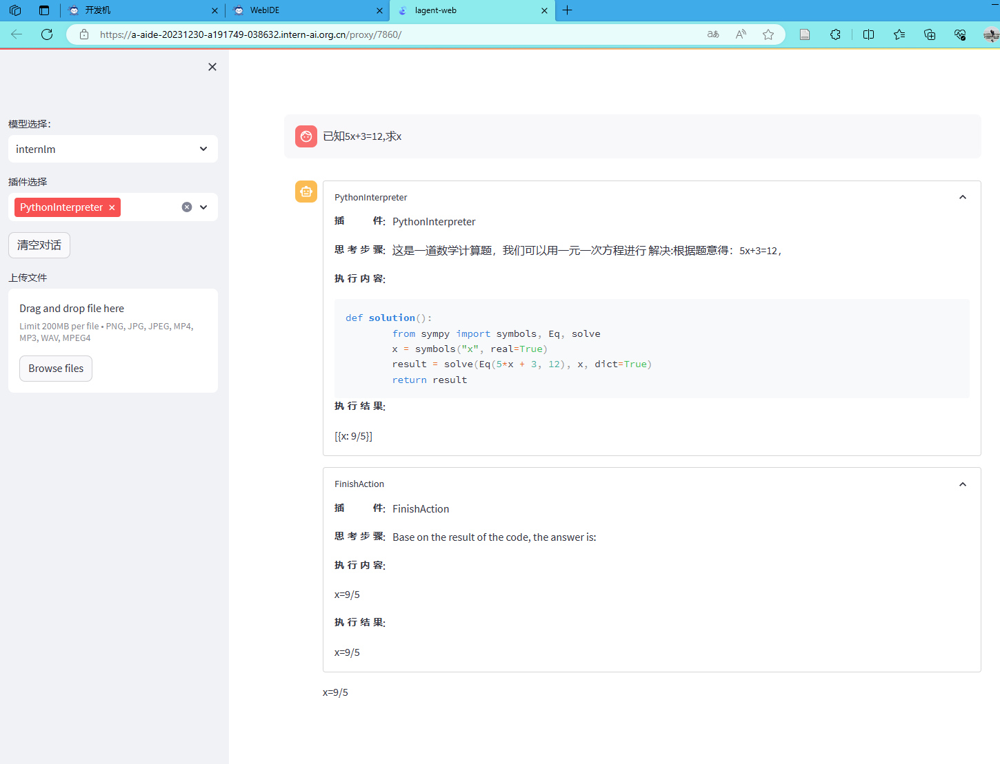 开发机
WebIDE
lagent-web
https://a-aide-20231230-a191749-038632.intern-ai.org.cn/proxy/7860/
模型选择：
internlm
插件选择
PythonInterpreter
清空对话
上传文件
Drag and drop file here
Limit 200MB per file • PNG, JPG, JPEG, MP4,
MP3, WAV, MPEG4
Browse files
已知5x+3=12,求x
PythonInterpreter
插 件: PythonInterpreter
思 考 步 骤: 这是一道数学计算题，我们可以用一元一次方程进行 解决:根据题意得：5x+3=12，
执 行 内 容:
def solution():
from sympy import symbols, Eq, solve
x = symbols("x", real=True)
result = solve(Eq(5*x + 3, 12), x, dict=True)
return result
执 行 结 果:
[{x: 9/5}]
FinishAction
插 件: FinishAction
思 考 步 骤: Base on the result of the code, the answer is:
执 行 内 容:
x=9/5
执 行 结 果:
x=9/5
x=9/5